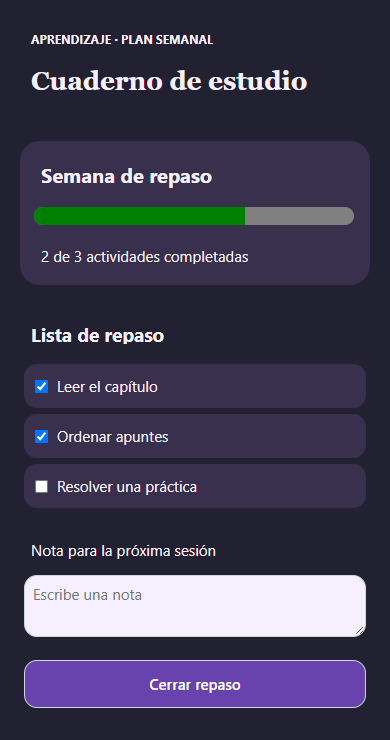 APRENDIZAJE · PLAN SEMANAL
Cuaderno de estudio
Semana de repaso
2 de 3 actividades completadas
Lista de repaso
Leer el capítulo
Ordenar apuntes
Resolver una práctica
Nota para la próxima sesión
Escribe una nota
Cerrar repaso